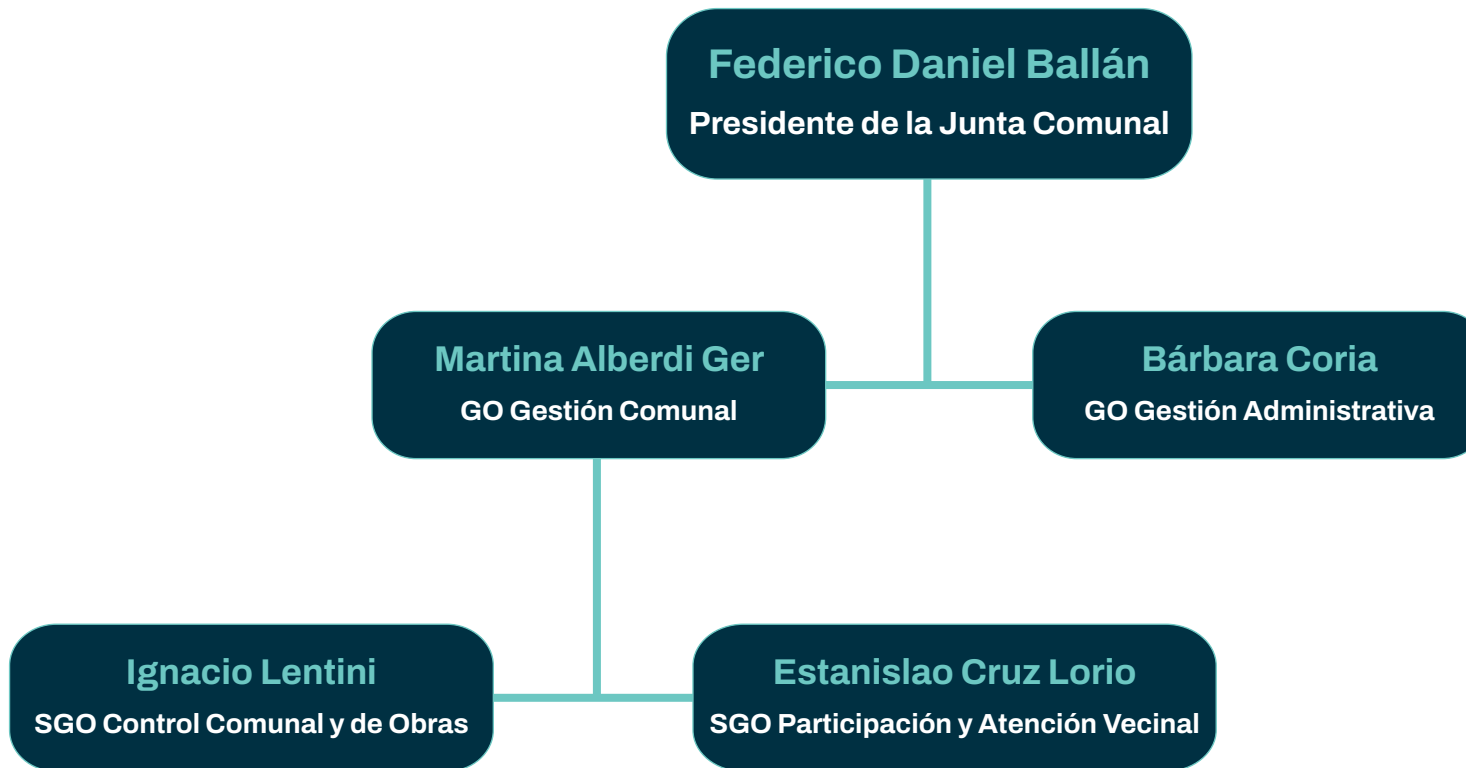 Federico Daniel Ballán
Presidente de la Junta Comunal
Martina Alberdi Ger
GO Gestión Comunal
Bárbara Coria
GO Gestión Administrativa
Ignacio Lentini
SGO Control Comunal y de Obras
Estanislao Cruz Lorio
SGO Participación y Atención Vecinal